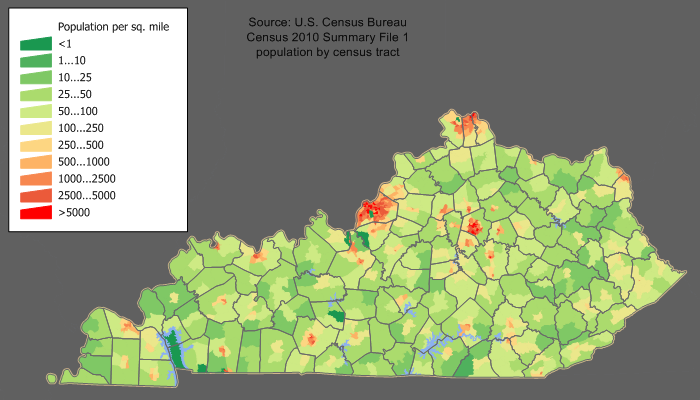 Source: U.S. Census Bureau
Census 2010 Summary File 1
population by census tract
Population per sq. mile
<1
1...10
10...25
25...50
50...100
100...250
250...500
500...1000
1000...2500
2500...5000
>5000